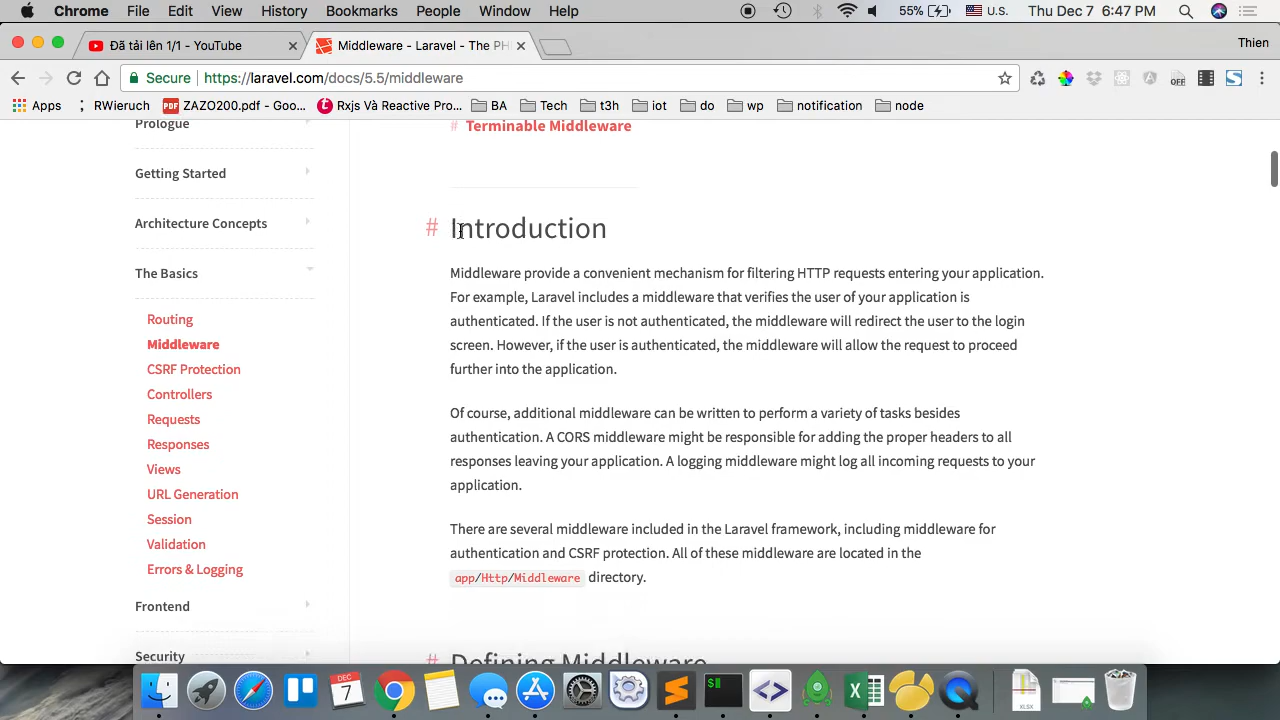 Chrome File Edit View History Bookmarks People Window Help 55% U.S. Thu Dec 7 6:47 PM
Đã tải lên 1/1 - YouTube Middleware - Laravel - The PH Thien
Secure https://laravel.com/docs/5.5/middleware OFF
Apps RWieruch ZAZO200.pdf - Goo... Rxjs Và Reactive Pro... BA Tech t3h iot do wp notification node
Prologue
Getting Started
Architecture Concepts
The Basics
Routing
Middleware
CSRF Protection
Controllers
Requests
Responses
Views
URL Generation
Session
Validation
Errors & Logging
Frontend
Security
# Terminable Middleware
# Introduction
Middleware provide a convenient mechanism for filtering HTTP requests entering your application.
For example, Laravel includes a middleware that verifies the user of your application is
authenticated. If the user is not authenticated, the middleware will redirect the user to the login
screen. However, if the user is authenticated, the middleware will allow the request to proceed
further into the application.
Of course, additional middleware can be written to perform a variety of tasks besides
authentication. A CORS middleware might be responsible for adding the proper headers to all
responses leaving your application. A logging middleware might log all incoming requests to your
application.
There are several middleware included in the Laravel framework, including middleware for
authentication and CSRF protection. All of these middleware are located in the
app/Http/Middleware directory.
# Defining Middleware
DEC
7
XLSX